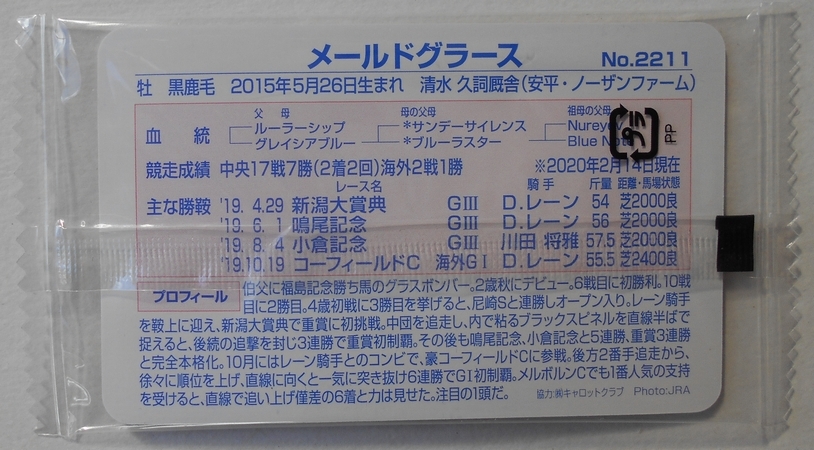 メールドグラース No.2211
牡 黒鹿毛 2015年5月26日生まれ 清水 久詞厩舎(安平・ノーザンファーム)
父 母 母の父母 祖母の父母
血統 ルーラーシップ *サンデーサイレンス Nureyev
グレイシアブルー *ブルーラスター Blue Note
プラ
PP
競走成績 中央17戦7勝(2着2回)海外2戦1勝 ※2020年2月14日現在
レース名 騎手 斤量 距離・馬場状態
主な勝鞍 '19. 4.29 新潟大賞典 GⅢ D.レーン 54 芝2000良
'19. 6. 1 鳴尾記念 GⅢ D.レーン 56 芝2000良
'19. 8. 4 小倉記念 GⅢ 川田 将雅 57.5 芝2000良
'19.10.19 コーフィールドC 海外GⅠ D.レーン 55.5 芝2400良
プロフィール 伯父に福島記念勝ち馬のグラスボンバー。2歳秋にデビュー。6戦目に初勝利。10戦
目に2勝目。4歳初戦に3勝目を挙げると、尼崎Sと連勝しオープン入り。レーン騎手
を鞍上に迎え、新潟大賞典で重賞に初挑戦。中団を追走し、内で粘るブラックスピネルを直線半ばで
捉えると、後続の追撃を封じ3連勝で重賞初制覇。その後も鳴尾記念、小倉記念と5連勝、重賞3連勝
と完全本格化。10月にはレーン騎手とのコンビで、豪コーフィールドCに参戦。後方2番手追走から、
徐々に順位を上げ、直線に向くと一気に突き抜け6連勝でGⅠ初制覇。メルボルンCでも1番人気の支持
を受けると、直線で追い上げ僅差の6着と力は見せた。注目の1頭だ。 協力:㈱キャロットクラブ Photo:JRA